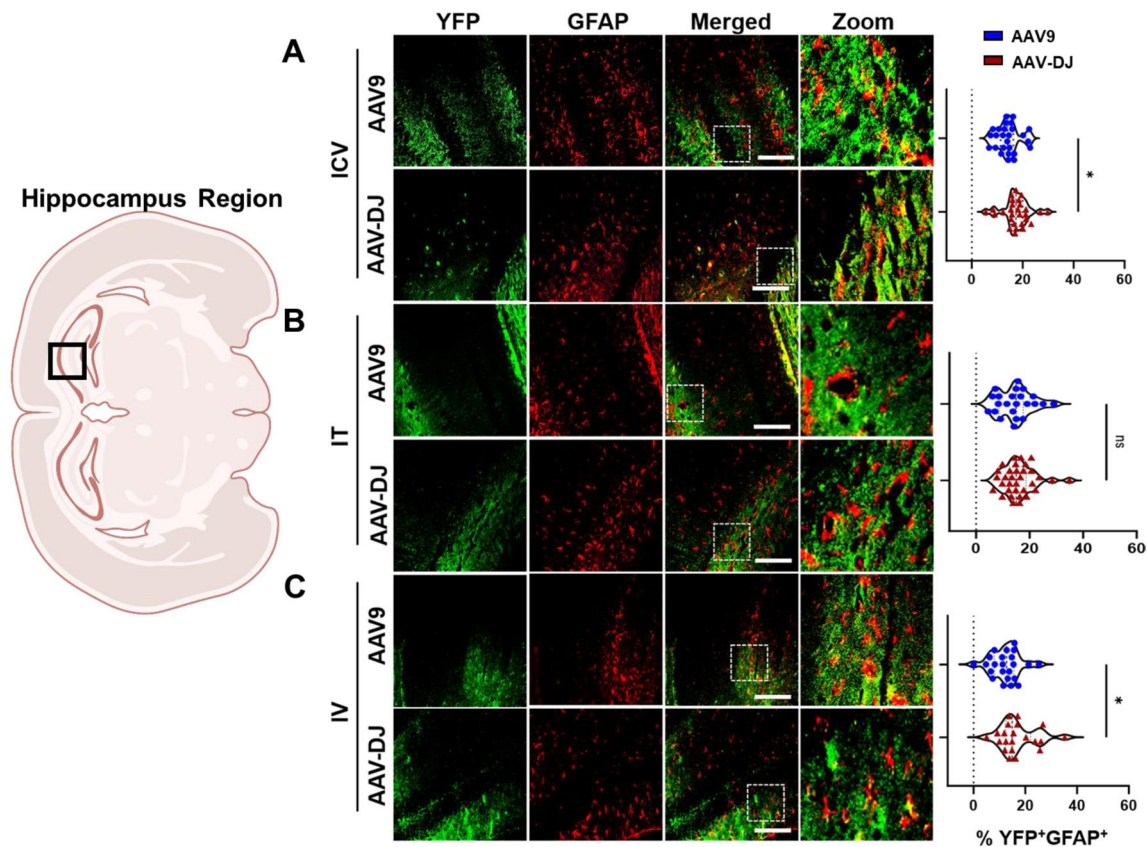 YFP GFAP Merged Zoom
AAV9
AAV-DJ
A
ICV
AAV9
AAV-DJ
*
0 20 40 60
Hippocampus Region
B
IT
AAV9
AAV-DJ
ns
0 20 40 60
C
IV
AAV9
AAV-DJ
*
0 20 40 60
% YFP⁺GFAP⁺